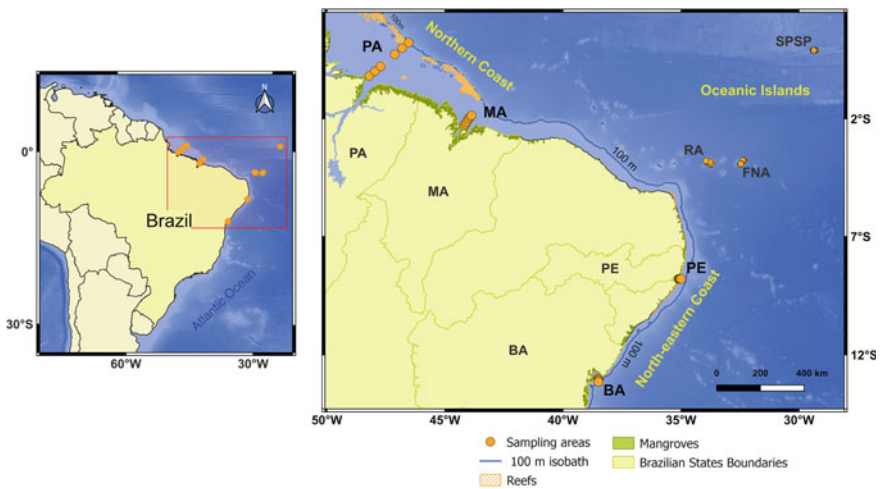 N
0°
Brazil
Atlantic Ocean
30°S
60°W
30°W
100m
PA
Northern Coast
SPSP
Oceanic Islands
MA
2°S
PA
100 m
RA
FNA
MA
7°S
PE
PE
North-eastern Coast
BA
100 m
12°S
BA
0 200 400 km
50°W 45°W 40°W 35°W 30°W
Sampling areas
Mangroves
100 m isobath
Brazilian States Boundaries
Reefs